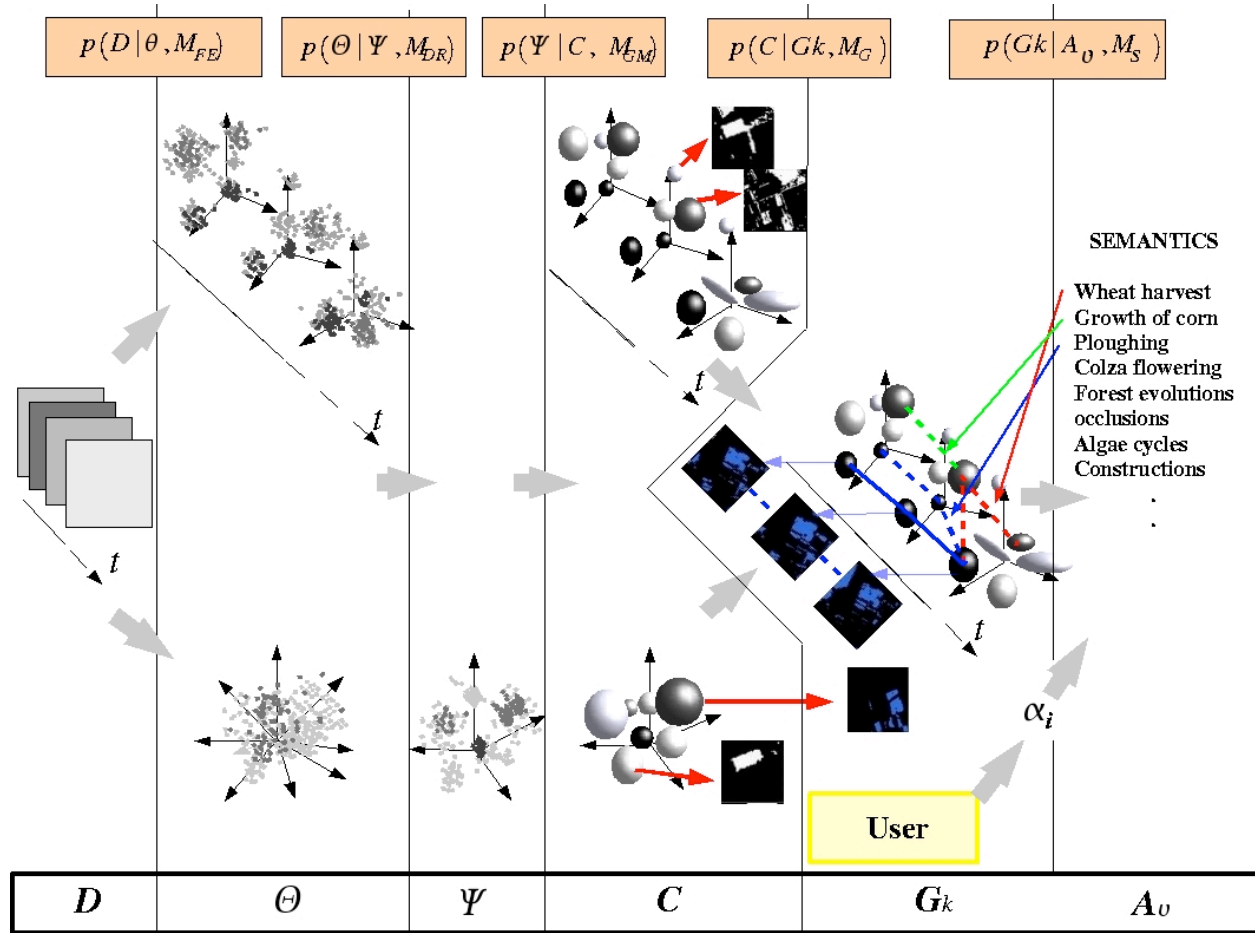 p(D|θ, M_FE)
p(Θ|Ψ, M_DR)
p(Ψ|C, M_GM)
p(C|Gk, M_G)
p(Gk|A_υ, M_S)
SEMANTICS
Wheat harvest
Growth of corn
Ploughing
Colza flowering
Forest evolutions
occlusions
Algae cycles
Constructions
.
.
t
t
t
t
α_i
User
D
Θ
Ψ
C
G_k
A_υ